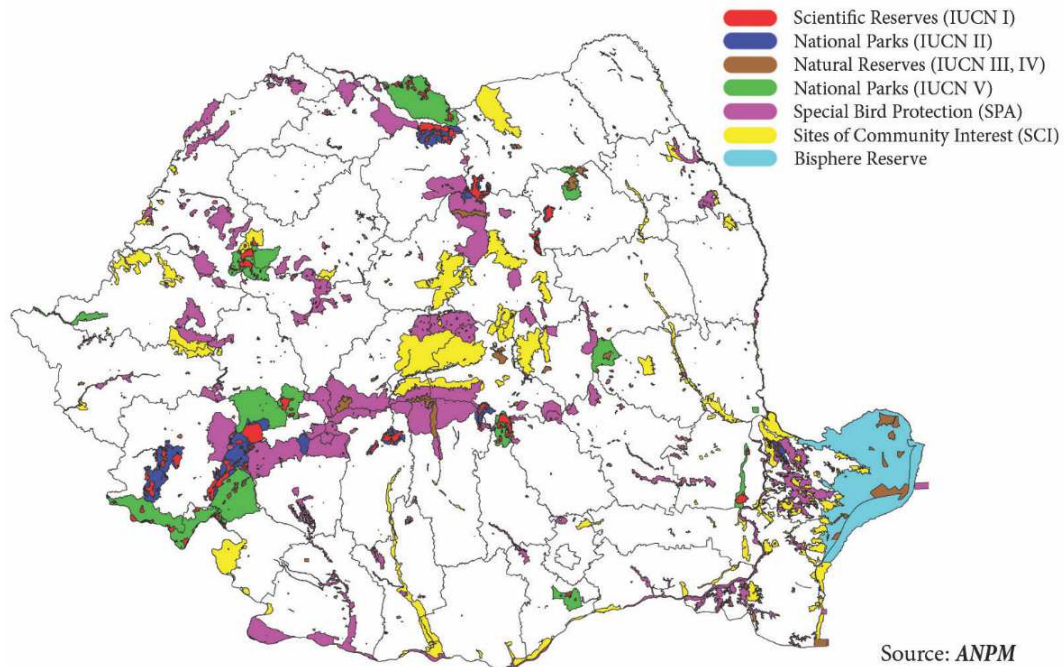 Scientific Reserves (IUCN I)
National Parks (IUCN II)
Natural Reserves (IUCN III, IV)
National Parks (IUCN V)
Special Bird Protection (SPA)
Sites of Community Interest (SCI)
Bisphere Reserve
Source: ANPM